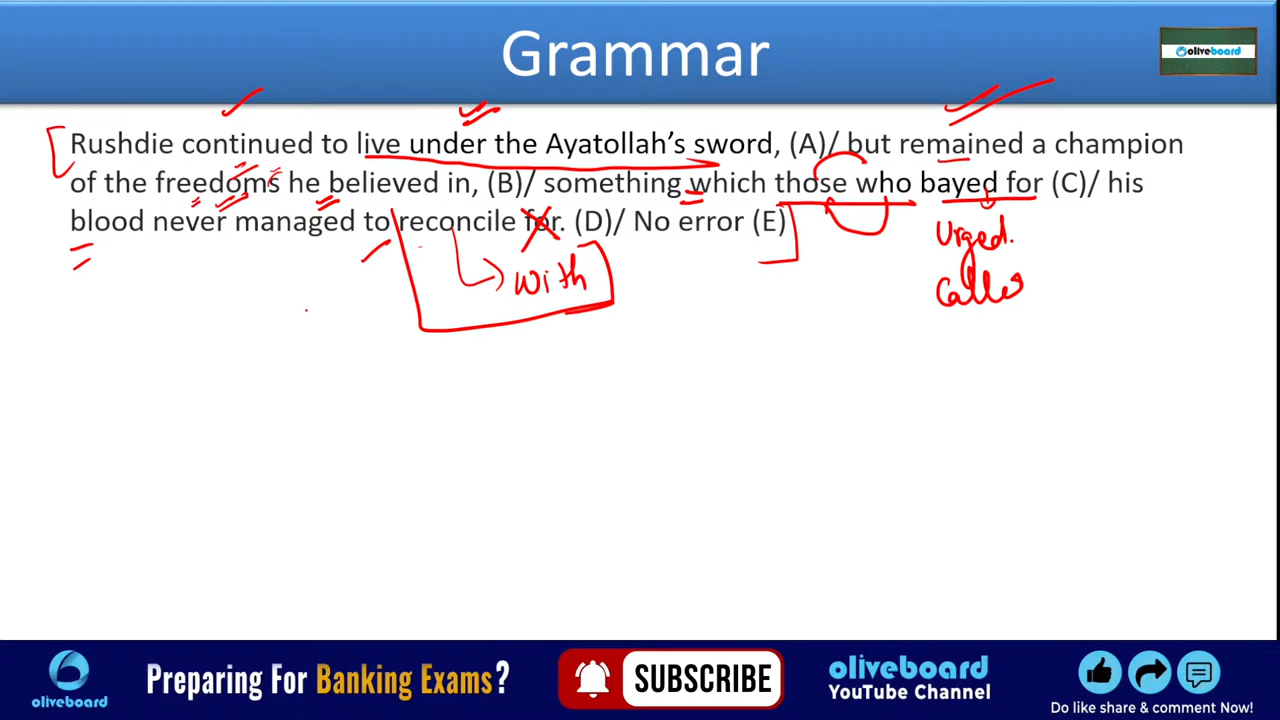 Grammar
oliveboard
Rushdie continued to live under the Ayatollah's sword, (A)/ but remained a champion
of the freedoms he believed in, (B)/ something which those who bayed for (C)/ his
blood never managed to reconcile for. (D)/ No error (E)
Urged.
with
Called
oliveboard
Preparing For Banking Exams?
SUBSCRIBE
oliveboard
YouTube Channel
Do like share & comment Now!